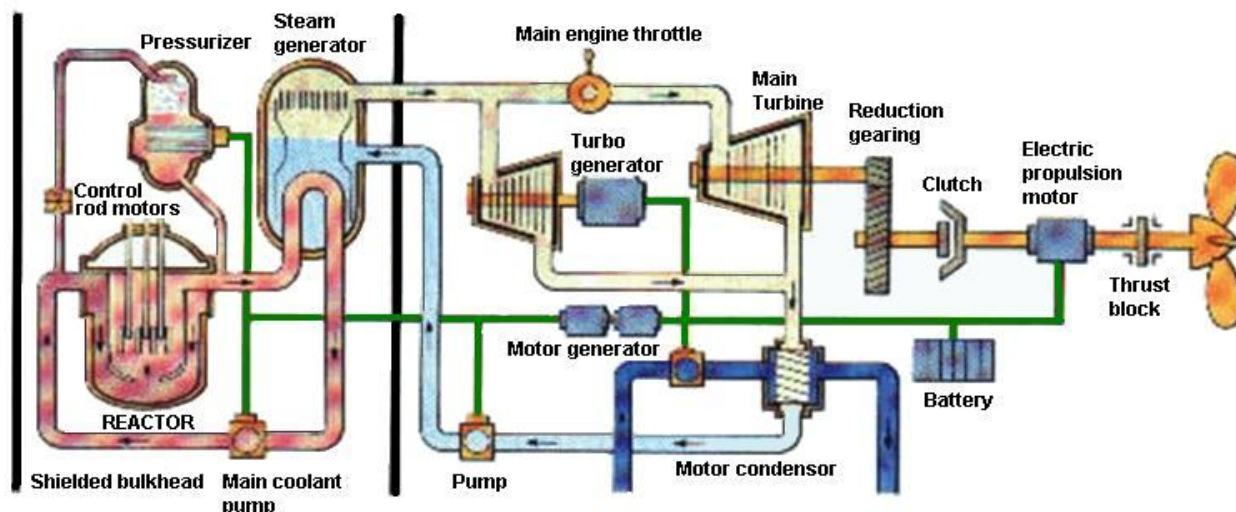 Pressurizer
Steam
generator
Main engine throttle
Main
Turbine
Reduction
gearing
Turbo
generator
Electric
propulsion
motor
Clutch
Control
rod motors
Thrust
block
Motor generator
Battery
REACTOR
Shielded bulkhead
Main coolant
pump
Pump
Motor condensor